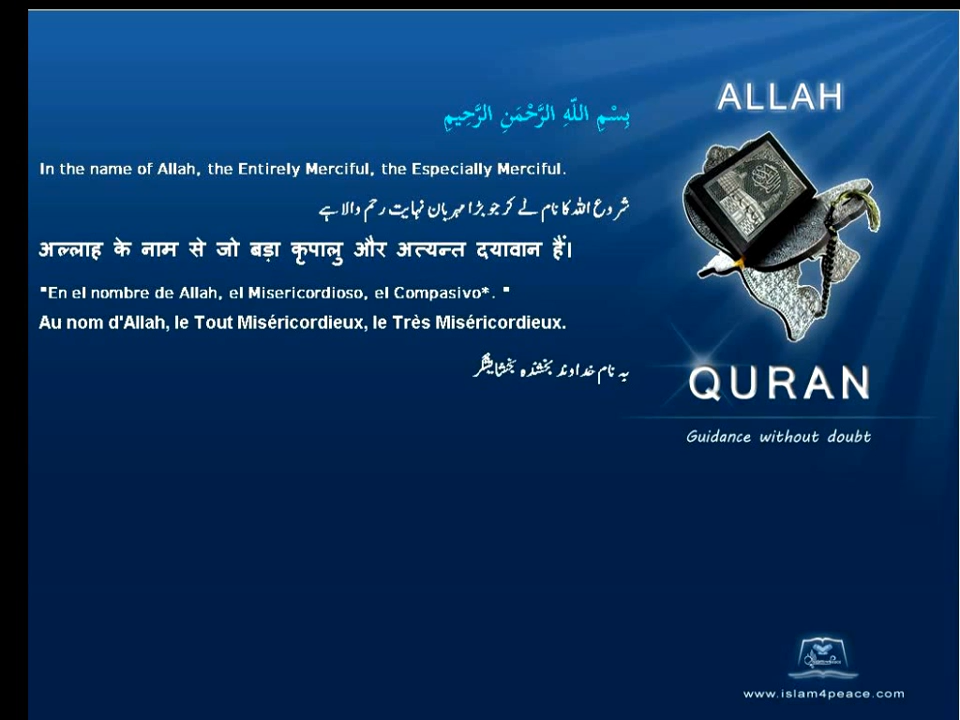 بِسْمِ اللّهِ الرَّحْمَنِ الرَّحِيمِ
In the name of Allah, the Entirely Merciful, the Especially Merciful.
شروع الله کا نام لے کر جو بڑا مہربان نہایت رحم والا ہے
अल्लाह के नाम से जो बड़ा कृपालु और अत्यन्त दयावान हैं।
"En el nombre de Allah, el Misericordioso, el Compasivo*. "
Au nom d'Allah, le Tout Miséricordieux, le Très Miséricordieux.
به نام خداوند بخشنده بخشایشگر
ALLAH
QURAN
Guidance without doubt
www.islam4peace.com